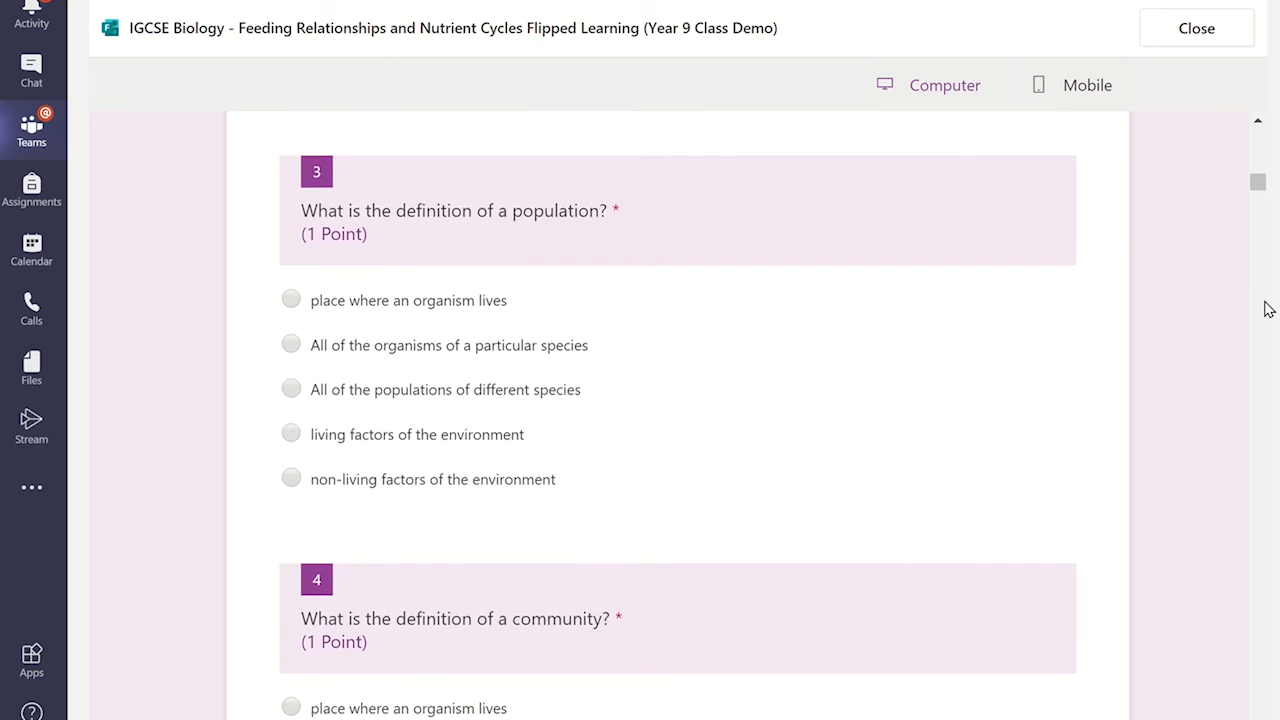 Activity
Chat
Teams
Assignments
Calendar
Calls
Files
Stream
Apps
IGCSE Biology - Feeding Relationships and Nutrient Cycles Flipped Learning (Year 9 Class Demo)
Close
Computer
Mobile
3
What is the definition of a population? *
(1 Point)
place where an organism lives
All of the organisms of a particular species
All of the populations of different species
living factors of the environment
non-living factors of the environment
4
What is the definition of a community? *
(1 Point)
place where an organism lives